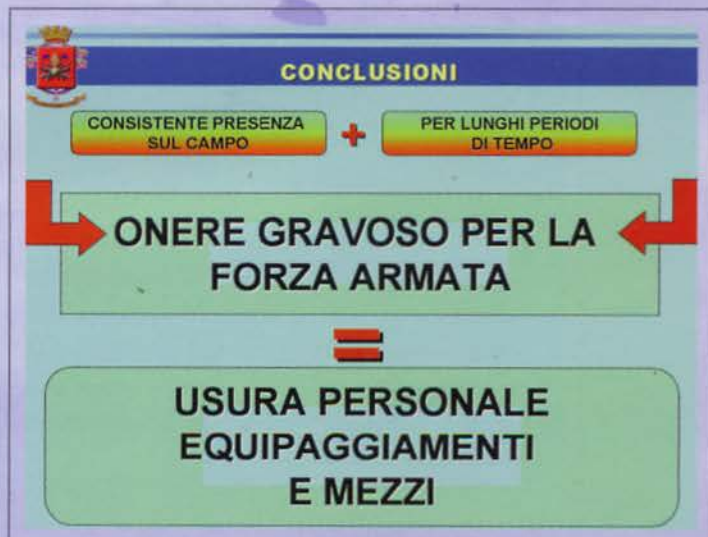 CONCLUSIONI
CONSISTENTE PRESENZA
SUL CAMPO
+
PER LUNGHI PERIODI
DI TEMPO
ONERE GRAVOSO PER LA
FORZA ARMATA
=
USURA PERSONALE
EQUIPAGGIAMENTI
E MEZZI